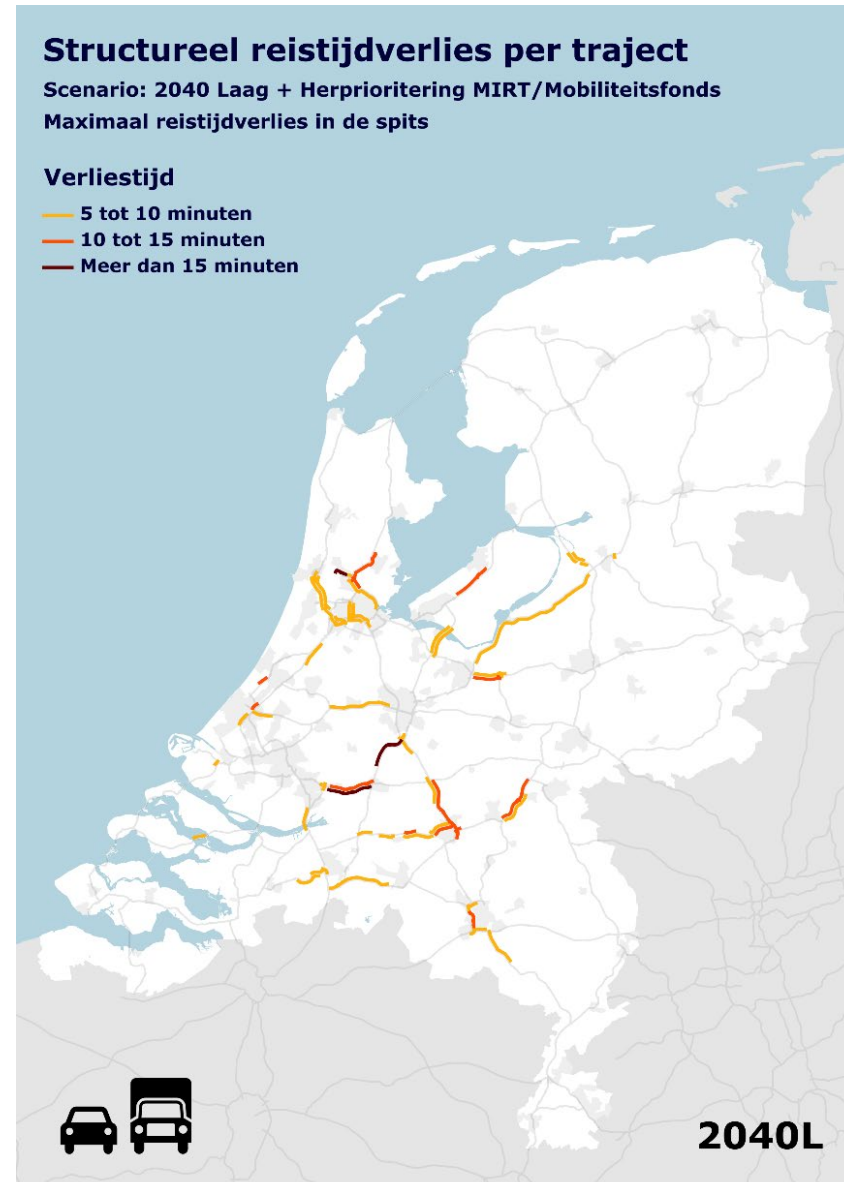 Structureel reistijdverlies per traject
Scenario: 2040 Laag + Herprioritering MIRT/Mobiliteitsfonds
Maximaal reistijdverlies in de spits
Verliestijd
5 tot 10 minuten
10 tot 15 minuten
Meer dan 15 minuten
2040L